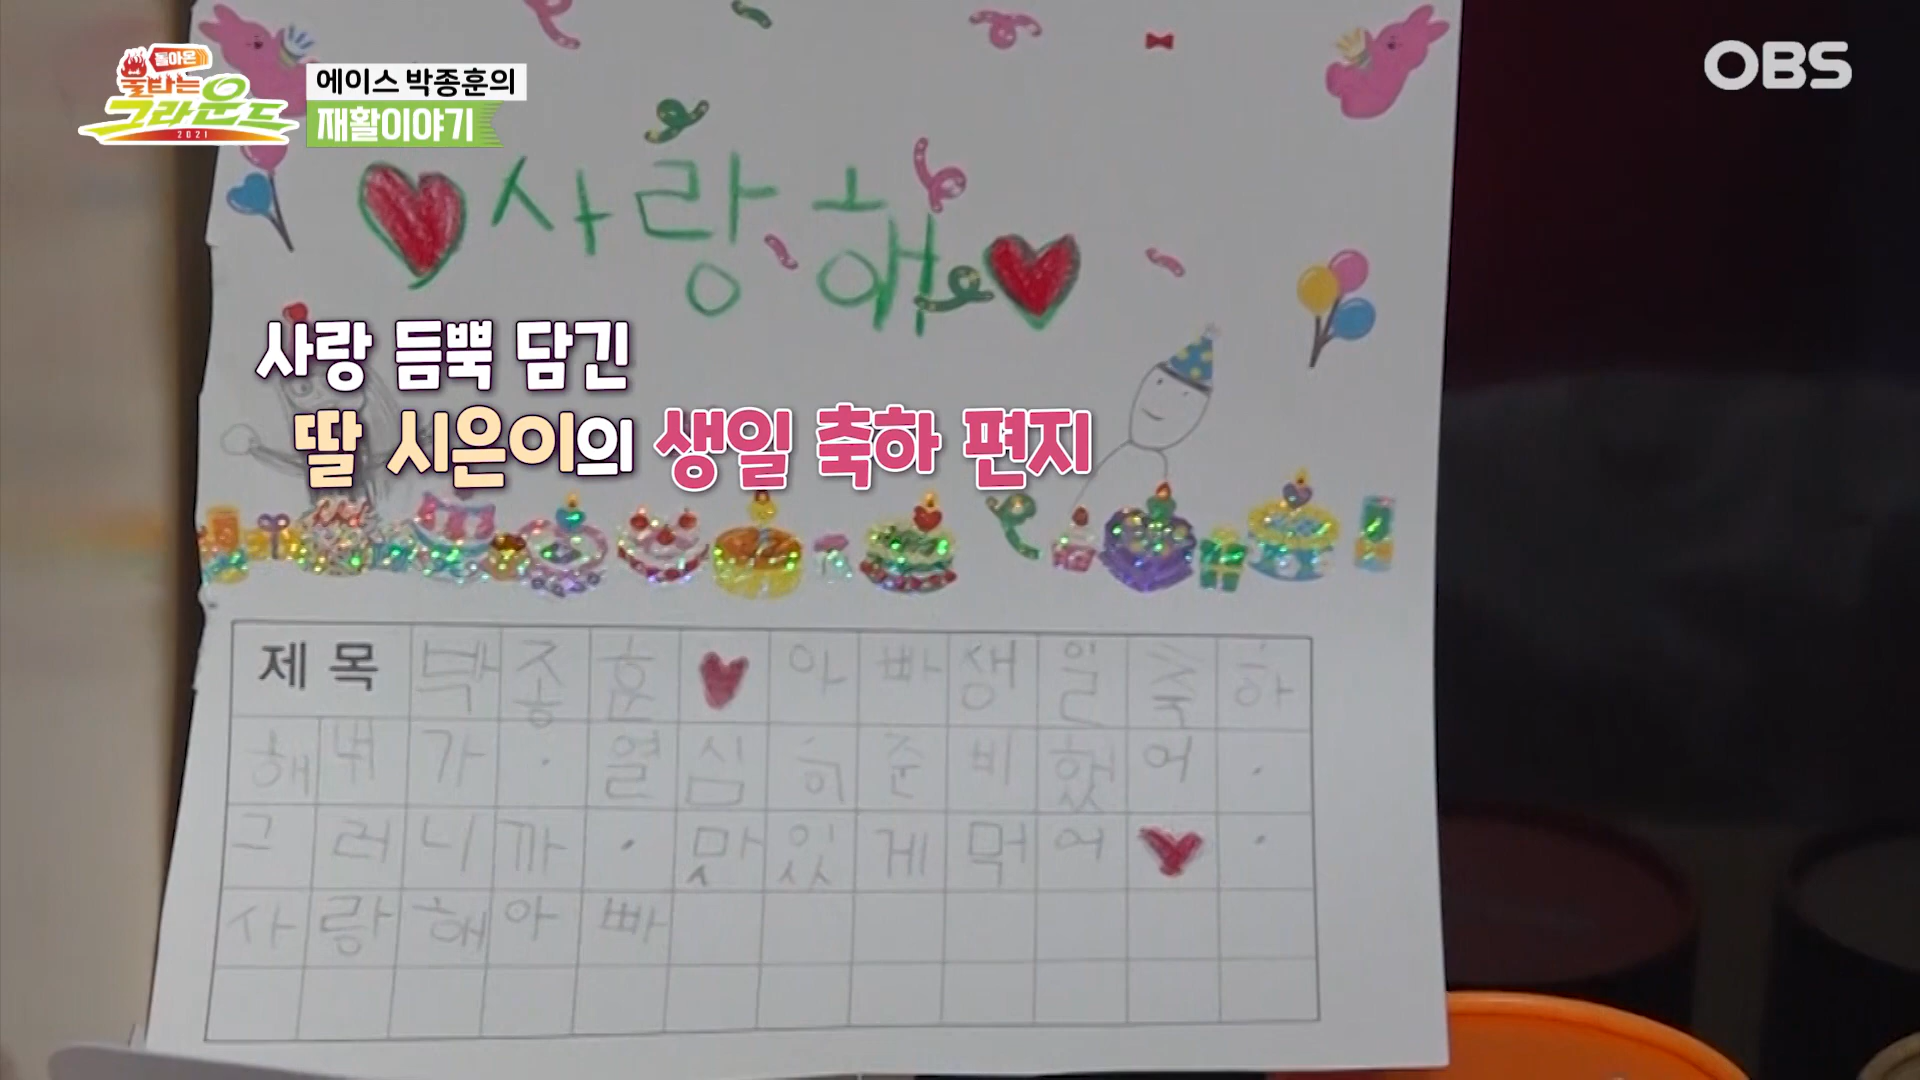 돌아온
불타는
그라운드
2021
에이스 박종훈의
재활이야기
OBS
♥사랑해♥
사랑 듬뿍 담긴
딸 시은이의 생일 축하 편지
제 목 박종훈♥아빠생일축하
해 가. 열심히준비했어.
그러니까. 맜있게먹어♥.
사랑해아빠